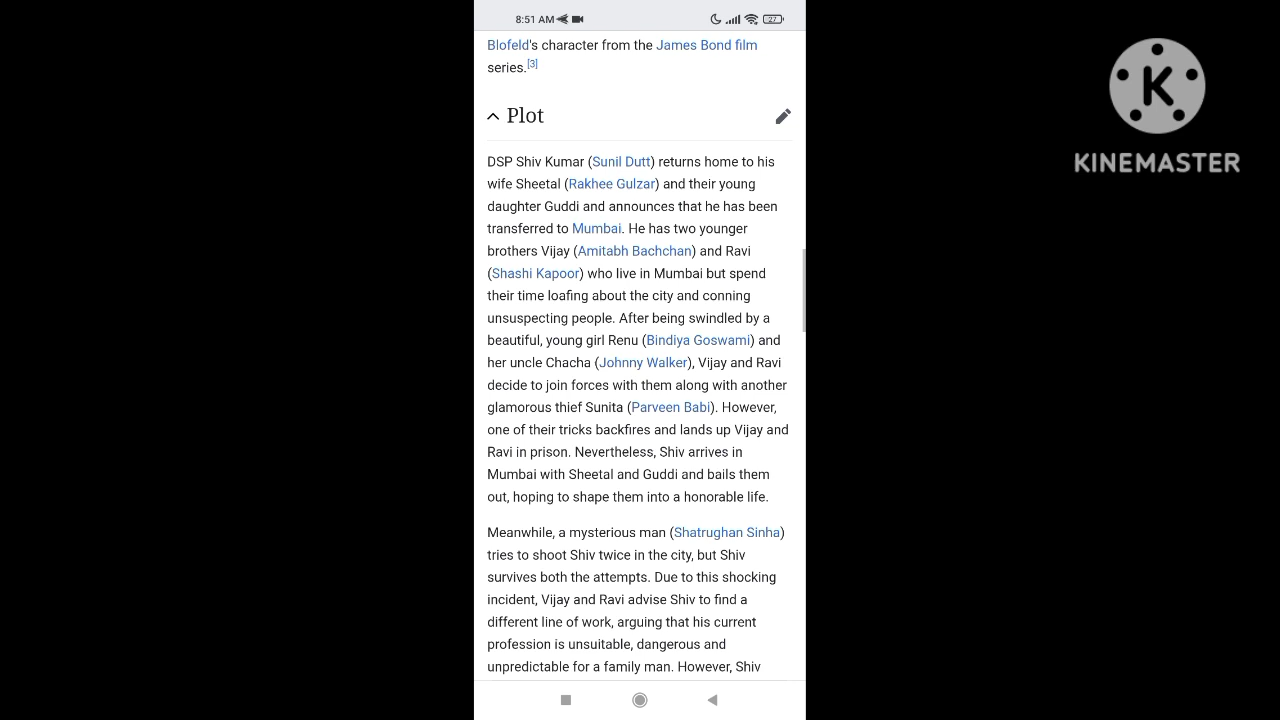 8:51 AM
27
Blofeld's character from the James Bond film
series.[3]
Plot
DSP Shiv Kumar (Sunil Dutt) returns home to his
wife Sheetal (Rakhee Gulzar) and their young
daughter Guddi and announces that he has been
transferred to Mumbai. He has two younger
brothers Vijay (Amitabh Bachchan) and Ravi
(Shashi Kapoor) who live in Mumbai but spend
their time loafing about the city and conning
unsuspecting people. After being swindled by a
beautiful, young girl Renu (Bindiya Goswami) and
her uncle Chacha (Johnny Walker), Vijay and Ravi
decide to join forces with them along with another
glamorous thief Sunita (Parveen Babi). However,
one of their tricks backfires and lands up Vijay and
Ravi in prison. Nevertheless, Shiv arrives in
Mumbai with Sheetal and Guddi and bails them
out, hoping to shape them into a honorable life.
Meanwhile, a mysterious man (Shatrughan Sinha)
tries to shoot Shiv twice in the city, but Shiv
survives both the attempts. Due to this shocking
incident, Vijay and Ravi advise Shiv to find a
different line of work, arguing that his current
profession is unsuitable, dangerous and
unpredictable for a family man. However, Shiv
K
KINEMASTER